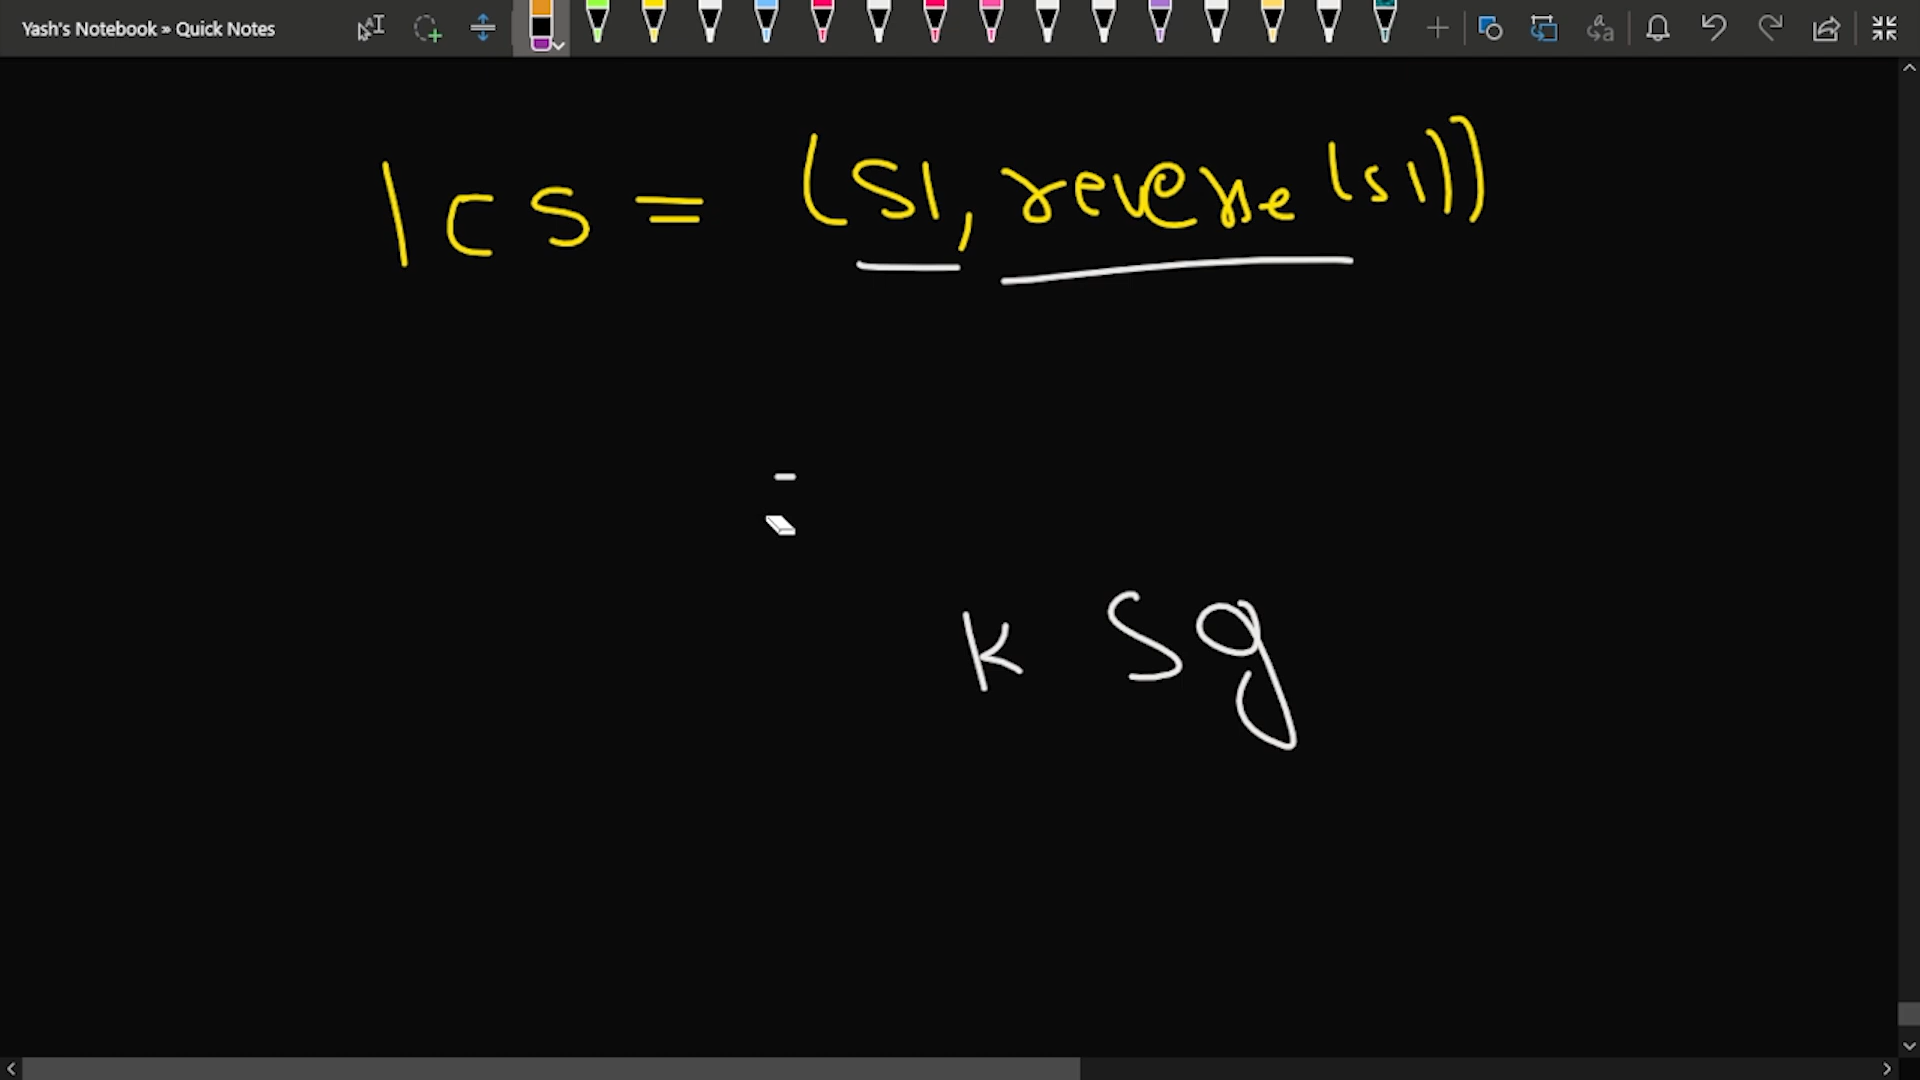 Yash's Notebook » Quick Notes
lcs = (s1, reverse (s1))
k sg